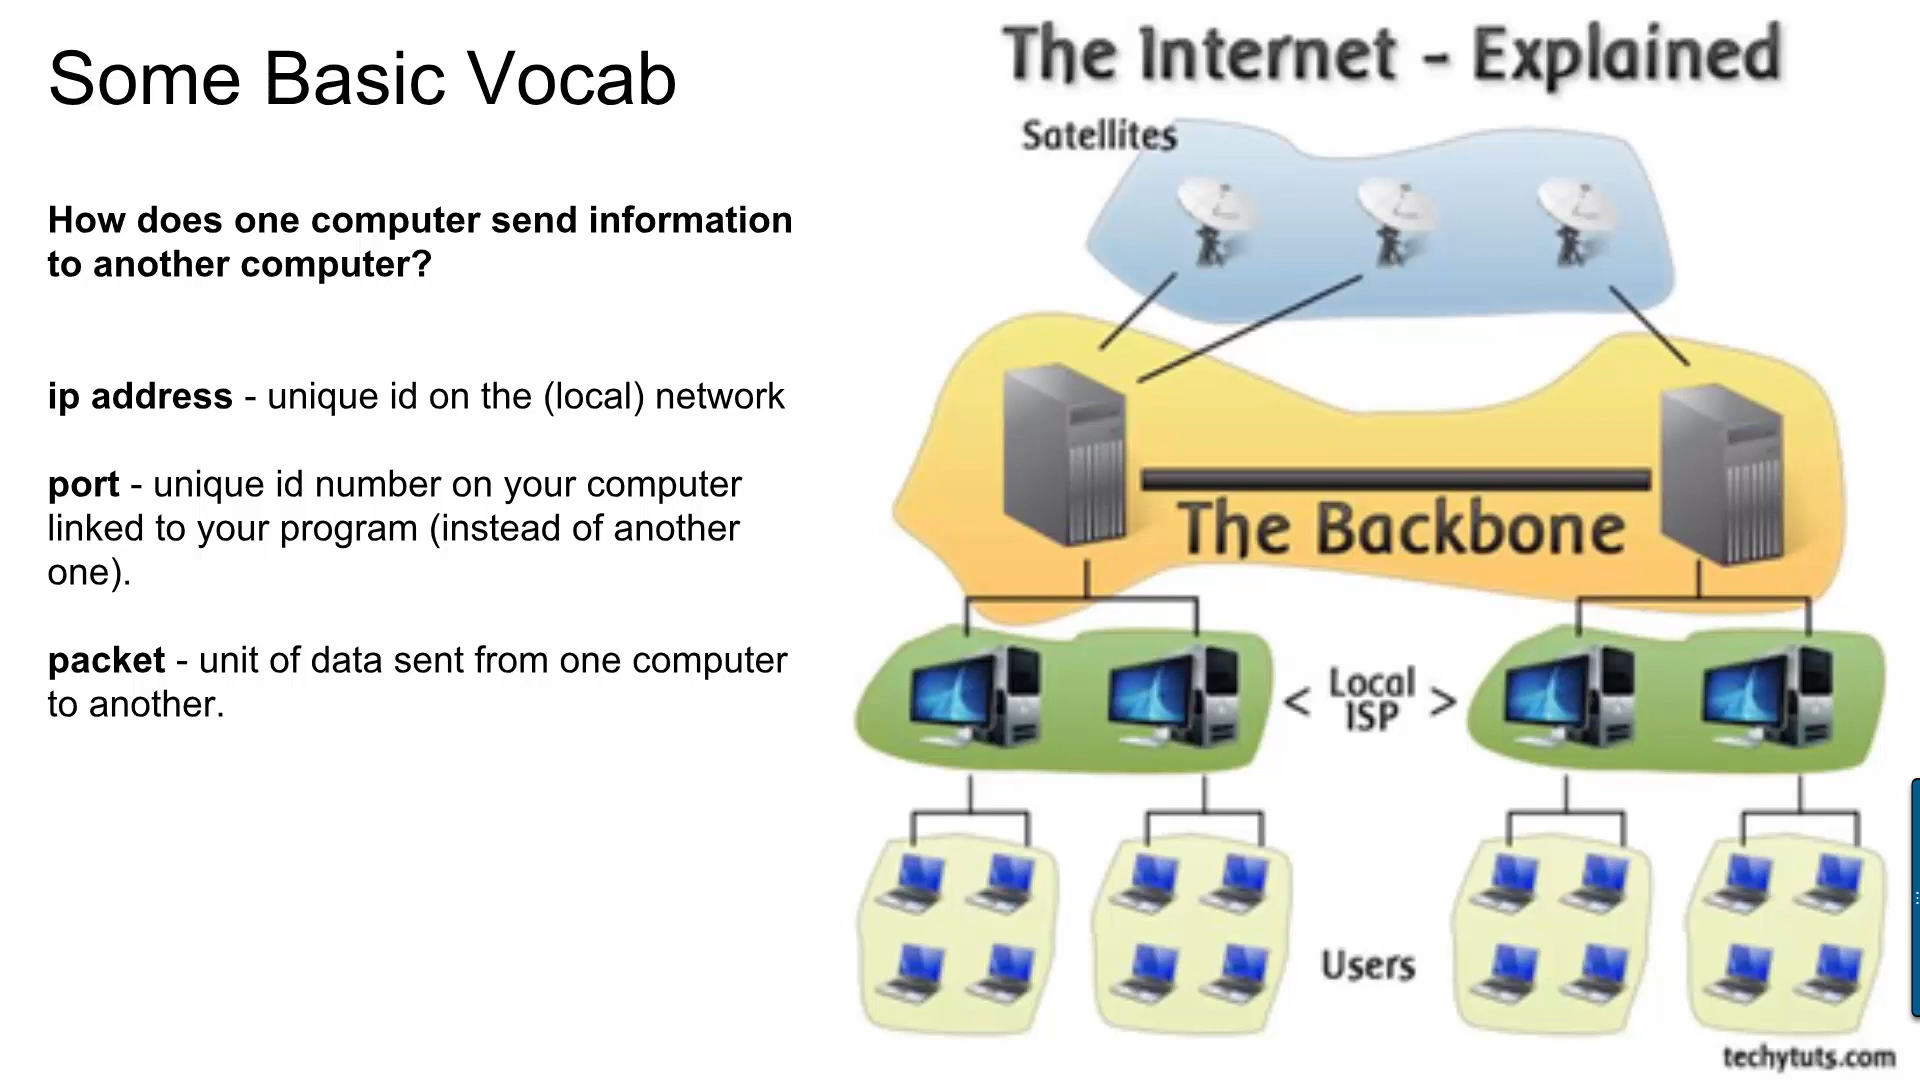 Some Basic Vocab
How does one computer send information
to another computer?
ip address - unique id on the (local) network
port - unique id number on your computer
linked to your program (instead of another
one).
packet - unit of data sent from one computer
to another.
The Internet - Explained
Satellites
The Backbone
< Local >
ISP
Users
techytuts.com